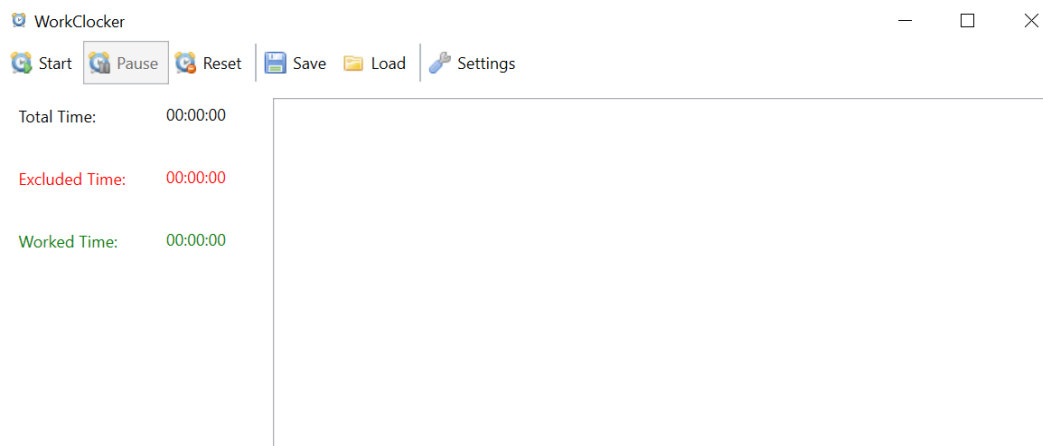 WorkClocker
Start Pause Reset Save Load Settings
Total Time: 00:00:00
Excluded Time: 00:00:00
Worked Time: 00:00:00